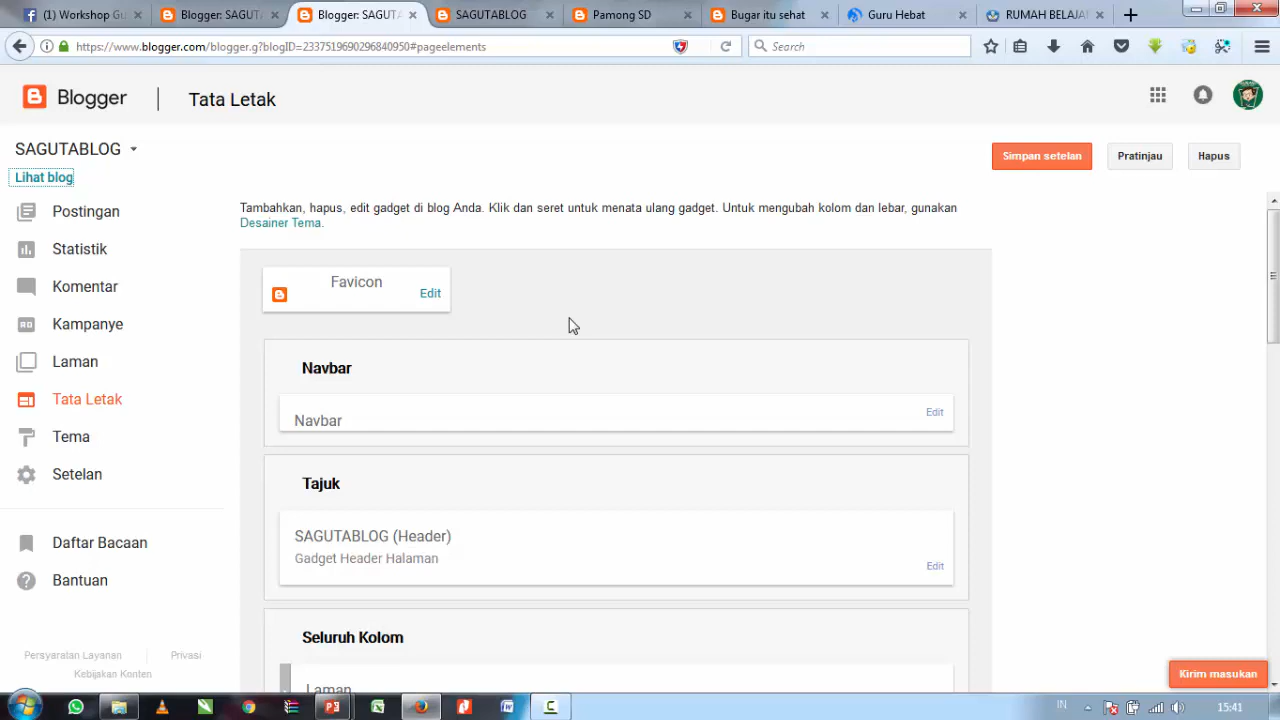 (1) Workshop Gu
Blogger: SAGUT
Blogger: SAGUTA
SAGUTABLOG
Pamong SD
Bugar itu sehat
Guru Hebat
RUMAH BELAJA
https://www.blogger.com/blogger.g?blogID=2337519690296840950#pageelements
Search
Blogger
Tata Letak
SAGUTABLOG
Simpan setelan
Pratinjau
Hapus
Lihat blog
Postingan
Statistik
Komentar
Kampanye
Laman
Tata Letak
Tema
Setelan
Daftar Bacaan
Bantuan
Persyaratan Layanan
Privasi
Kebijakan Konten
Tambahkan, hapus, edit gadget di blog Anda. Klik dan seret untuk menata ulang gadget. Untuk mengubah kolom dan lebar, gunakan
Desainer Tema.
Favicon
Edit
Navbar
Navbar
Edit
Tajuk
SAGUTABLOG (Header)
Gadget Header Halaman
Edit
Seluruh Kolom
Laman
Kirim masukan
IN
15:41